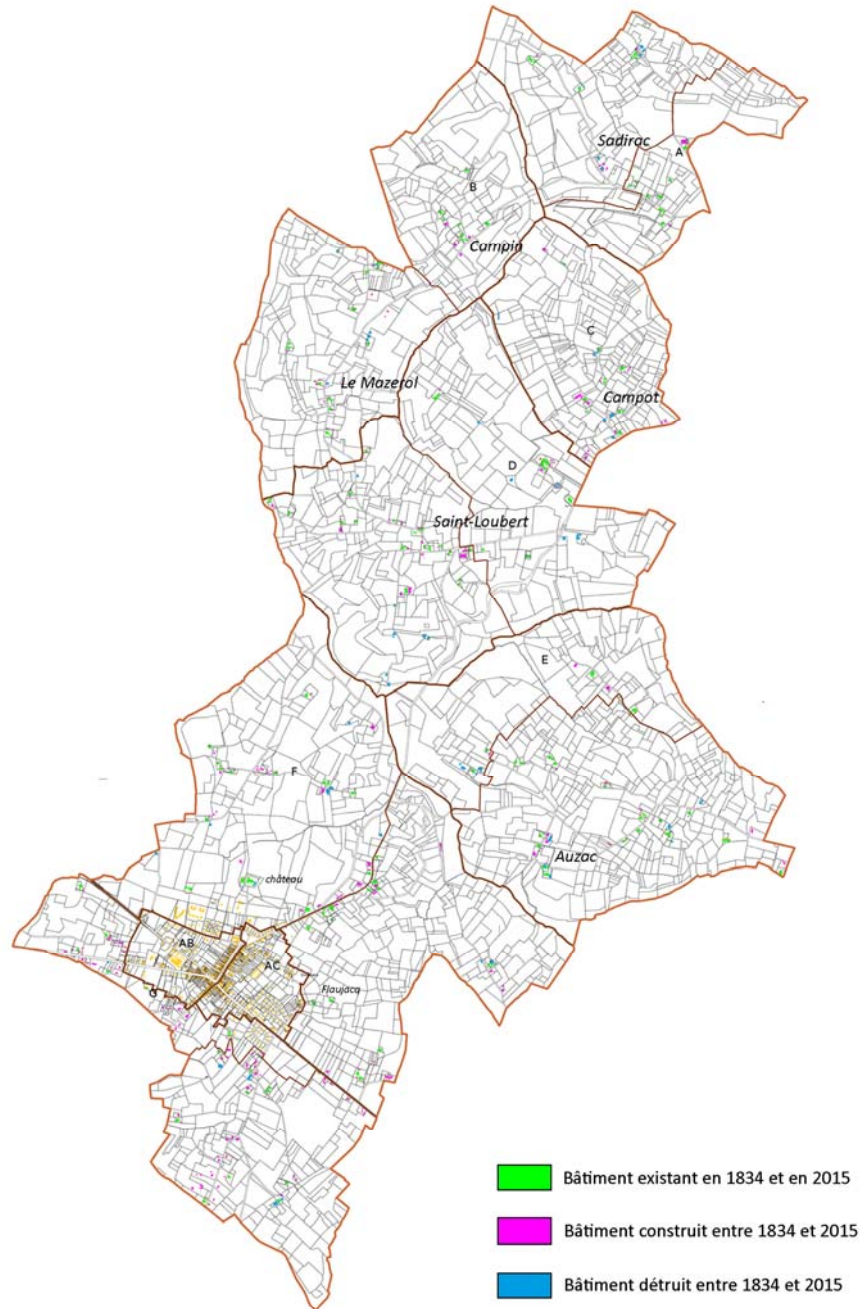 Sadirac
A
B
Campin
C
Le Mazerol
Campot
D
Saint-Loubert
E
F
Auzac
château
AB
AC
Flaujacq
G
Bâtiment existant en 1834 et en 2015
Bâtiment construit entre 1834 et 2015
Bâtiment détruit entre 1834 et 2015